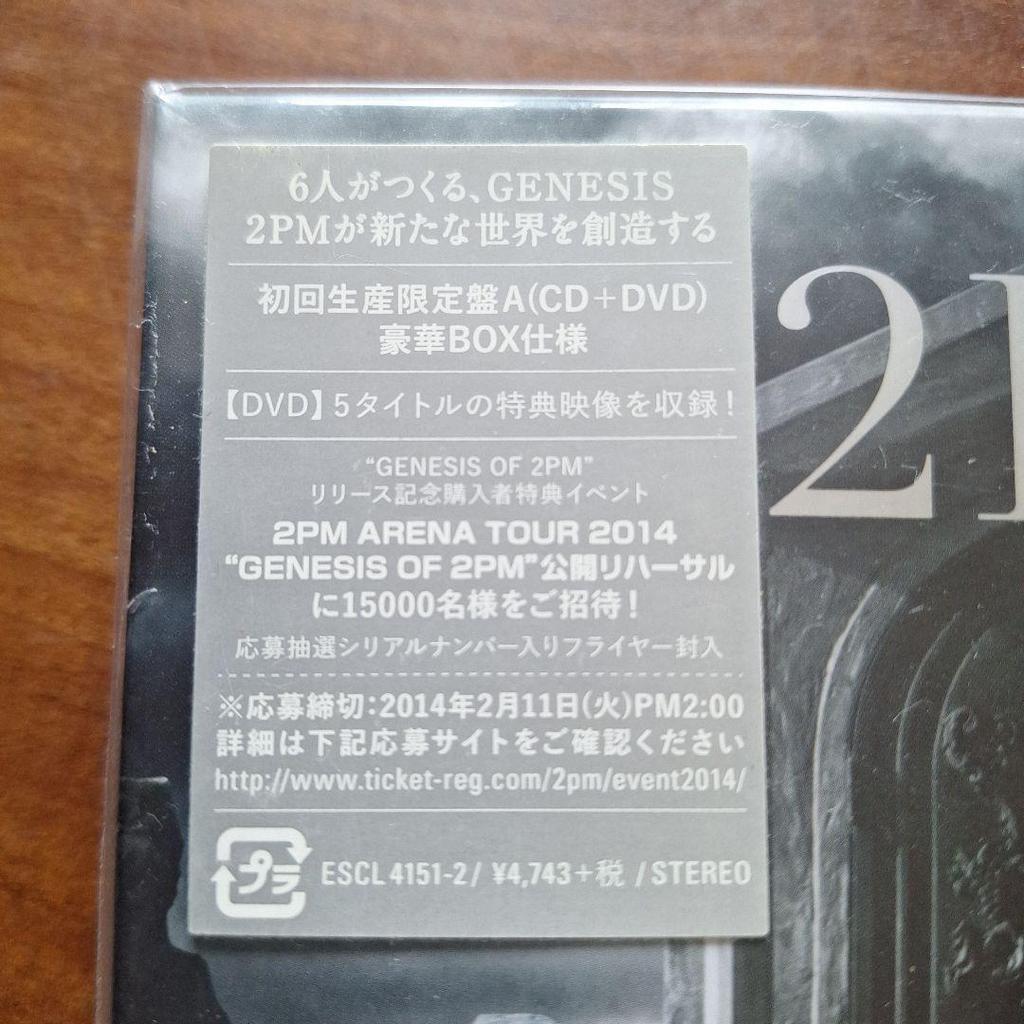 6人がつくる、GENESIS
2PMが新たな世界を創造する
初回生産限定盤A(CD+DVD)
豪華BOX仕様
【DVD】5タイトルの特典映像を収録!
“GENESIS OF 2PM”
リリース記念購入者特典イベント
2PM ARENA TOUR 2014
“GENESIS OF 2PM”公開リハーサル
に15000名様をご招待!
応募抽選シリアルナンバー入りフライヤー封入
※応募締切:2014年2月11日(火)PM2:00
詳細は下記応募サイトをご確認ください
http://www.ticket-reg.com/2pm/event2014/
プラ
ESCL 4151-2/ ¥4,743+税 /STEREO
2